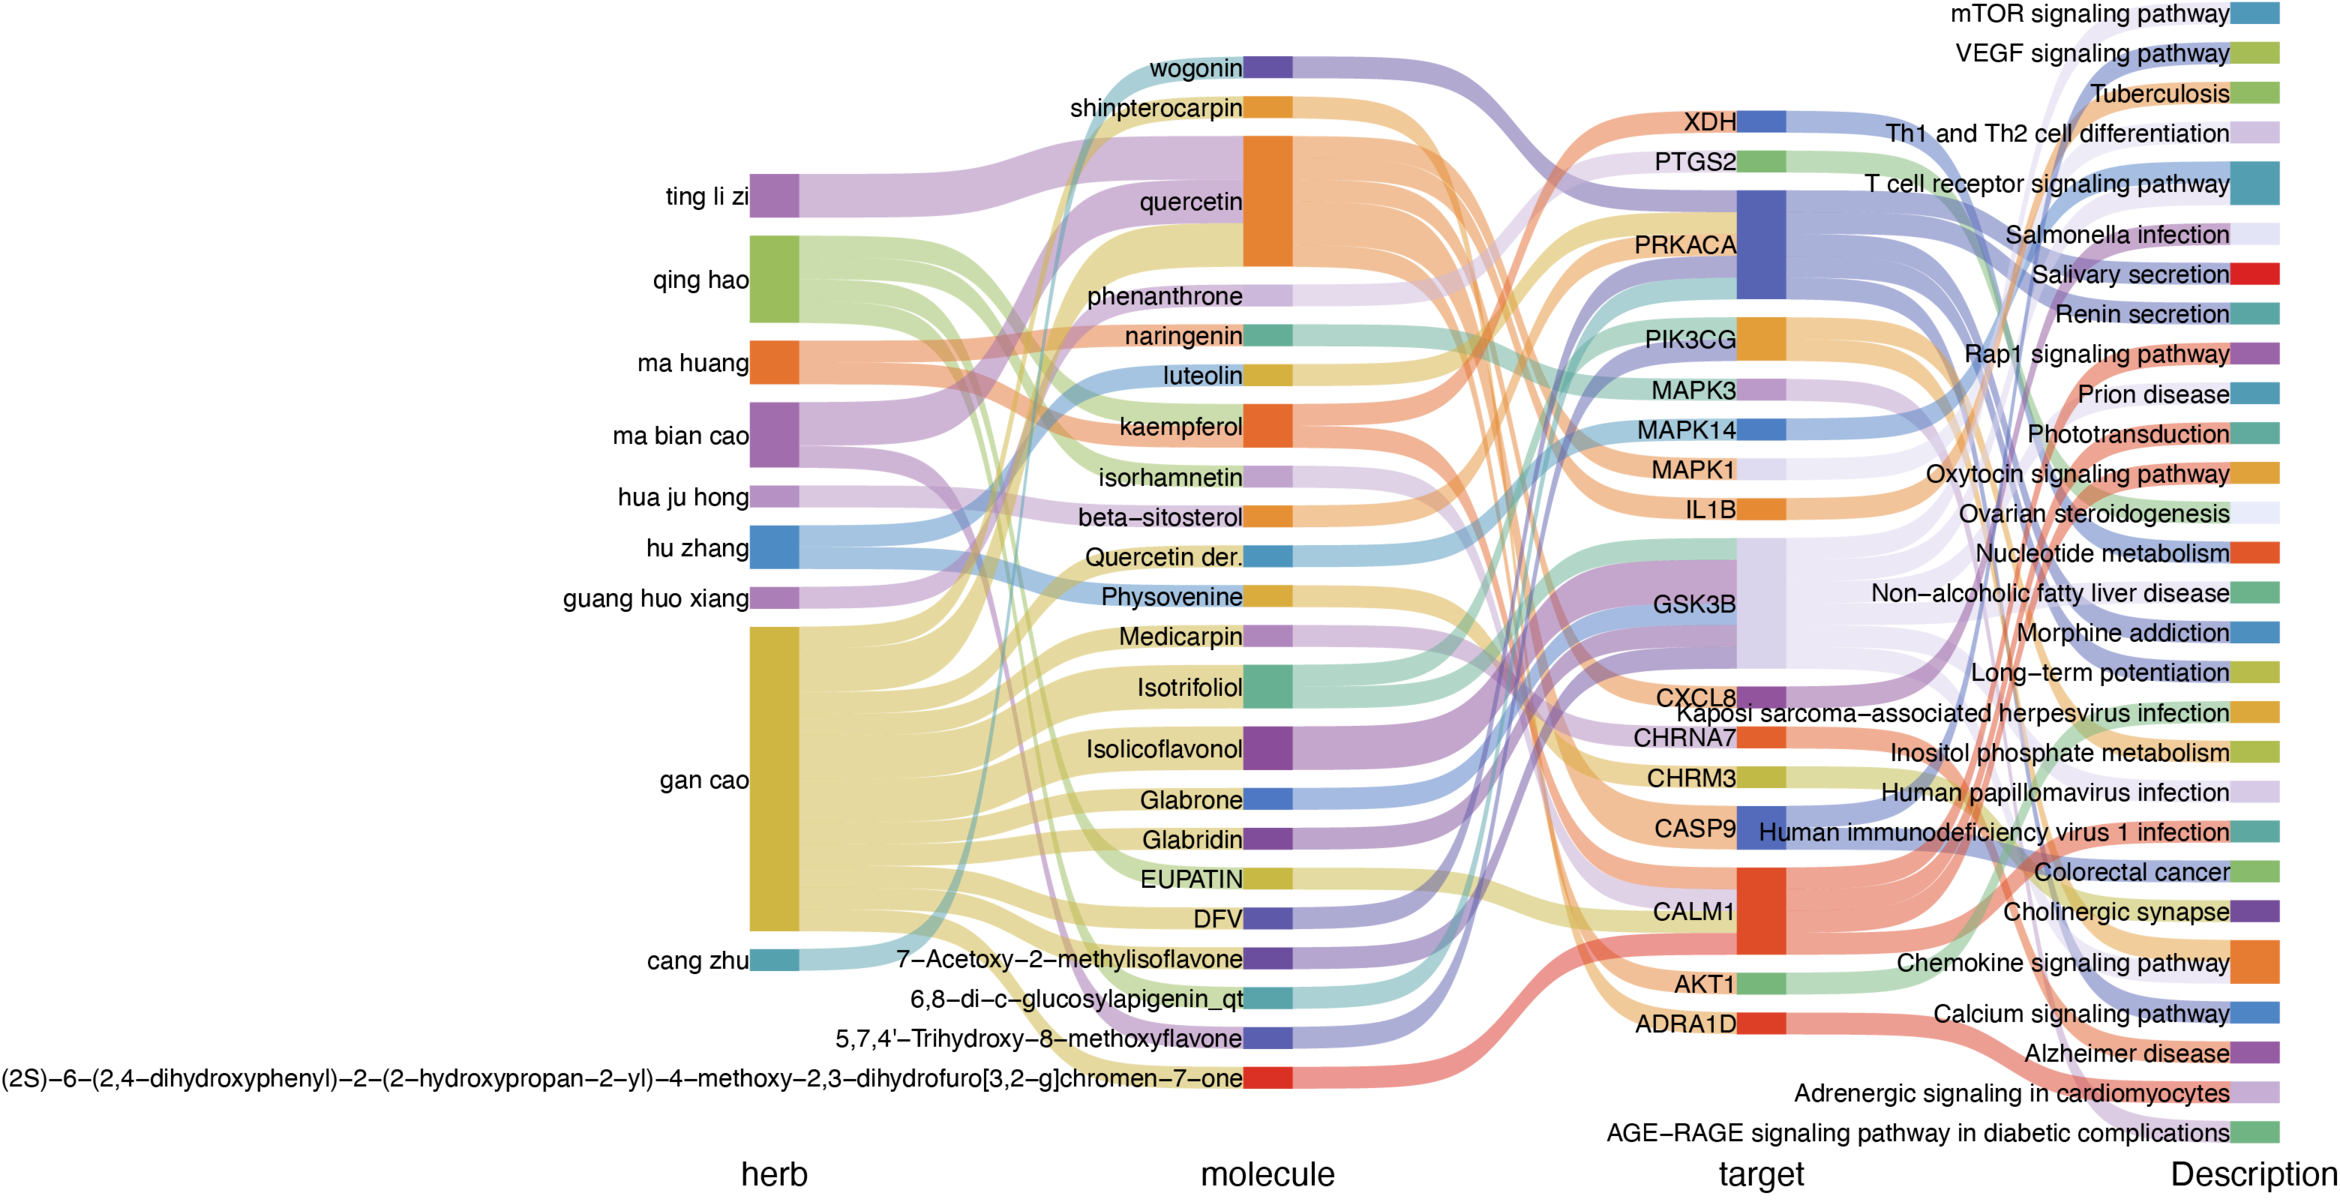 ting li zi
qing hao
ma huang
ma bian cao
hua ju hong
hu zhang
guang huo xiang
gan cao
cang zhu
wogonin
shinpterocarpin
quercetin
phenanthrone
naringenin
luteolin
kaempferol
isorhamnetin
beta−sitosterol
Quercetin der.
Physovenine
Medicarpin
Isotrifoliol
Isolicoflavonol
Glabrone
Glabridin
EUPATIN
DFV
7−Acetoxy−2−methylisoflavone
6,8−di−c−glucosylapigenin_qt
5,7,4'−Trihydroxy−8−methoxyflavone
(2S)−6−(2,4−dihydroxyphenyl)−2−(2−hydroxypropan−2−yl)−4−methoxy−2,3−dihydrofuro[3,2−g]chromen−7−one
XDH
PTGS2
PRKACA
PIK3CG
MAPK3
MAPK14
MAPK1
IL1B
GSK3B
CXCL8
CHRNA7
CHRM3
CASP9
CALM1
AKT1
ADRA1D
mTOR signaling pathway
VEGF signaling pathway
Tuberculosis
Th1 and Th2 cell differentiation
T cell receptor signaling pathway
Salmonella infection
Salivary secretion
Renin secretion
Rap1 signaling pathway
Prion disease
Phototransduction
Oxytocin signaling pathway
Ovarian steroidogenesis
Nucleotide metabolism
Non−alcoholic fatty liver disease
Morphine addiction
Long−term potentiation
Kaposi sarcoma−associated herpesvirus infection
Inositol phosphate metabolism
Human papillomavirus infection
Human immunodeficiency virus 1 infection
Colorectal cancer
Cholinergic synapse
Chemokine signaling pathway
Calcium signaling pathway
Alzheimer disease
Adrenergic signaling in cardiomyocytes
AGE−RAGE signaling pathway in diabetic complications
herb
molecule
target
Description